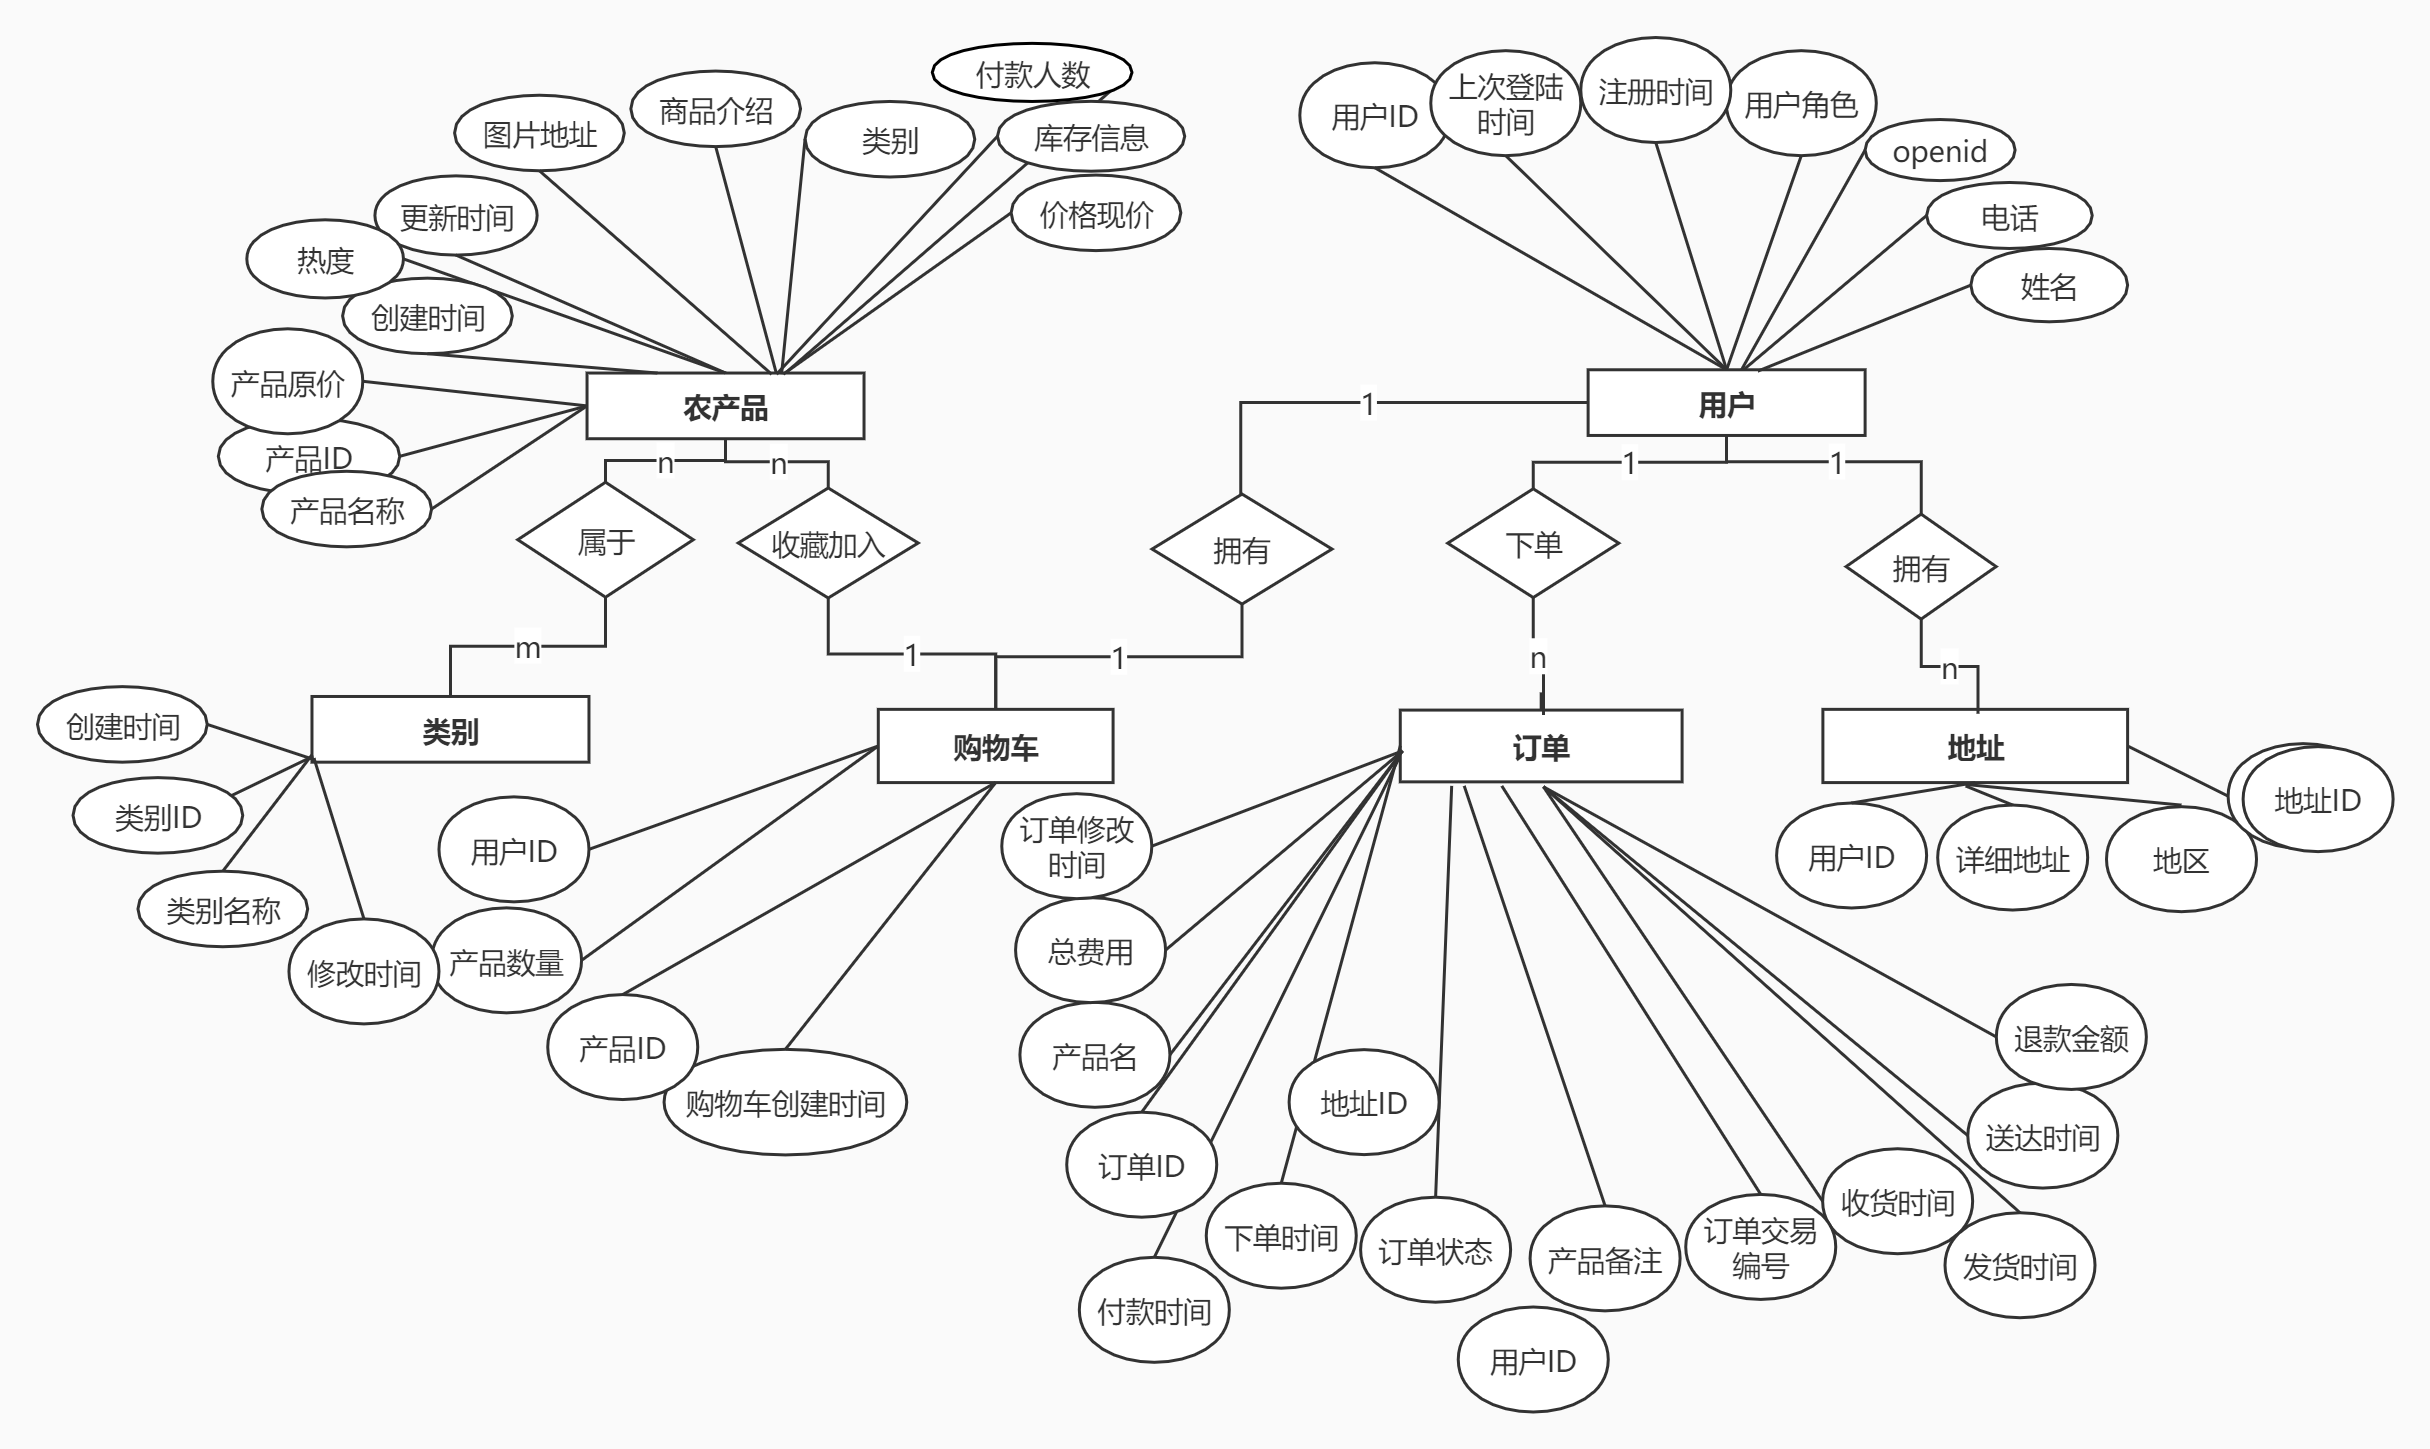 付款人数
商品介绍
图片地址
类别
库存信息
更新时间
价格现价
热度
创建时间
产品原价
产品ID
产品名称
农产品
用户ID
上次登陆
时间
注册时间
用户角色
openid
电话
姓名
用户
1
n
n
1
1
属于
收藏加入
拥有
下单
拥有
m
1
1
n
n
类别
购物车
订单
地址
创建时间
类别ID
类别名称
修改时间
用户ID
产品数量
产品ID
购物车创建时间
订单修改
时间
总费用
产品名
订单ID
付款时间
地址ID
下单时间
订单状态
产品备注
用户ID
订单交易
编号
收货时间
发货时间
送达时间
退款金额
用户ID
详细地址
地区
地址ID